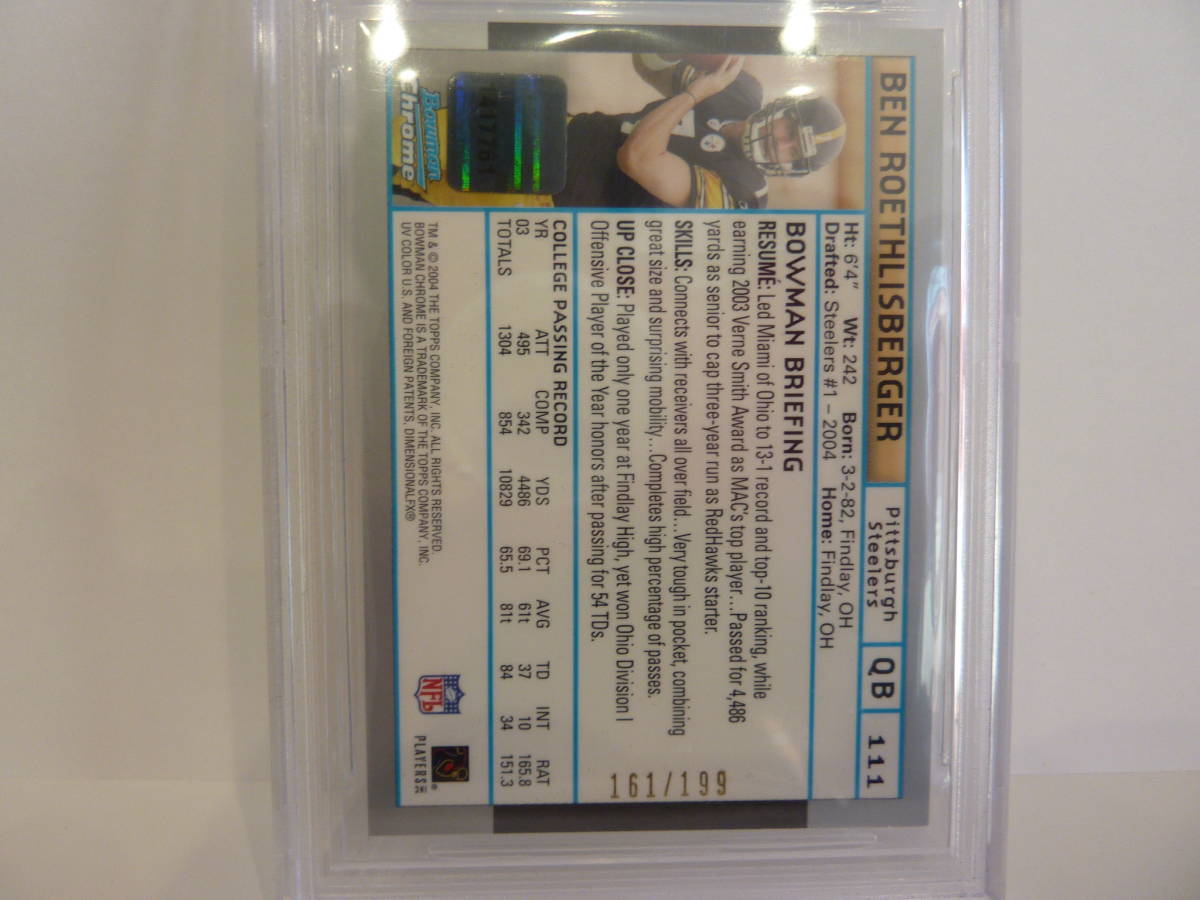 BEN ROETHLISBERGER
Pittsburgh
Steelers
QB
111
Ht: 6'4" Wt: 242 Born: 3-2-82, Findlay, OH
Drafted: Steelers #1 – 2004 Home: Findlay, OH
BOWMAN BRIEFING
RESUMÉ: Led Miami of Ohio to 13-1 record and top-10 ranking, while
earning 2003 Verne Smith Award as MAC's top player...Passed for 4,486
yards as senior to cap three-year run as RedHawks starter.
SKILLS: Connects with receivers all over field...Very tough in pocket, combining
great size and surprising mobility...Completes high percentage of passes.
UP CLOSE: Played only one year at Findlay High, yet won Ohio Division I
Offensive Player of the Year honors after passing for 54 TDs.
161/199
COLLEGE PASSING RECORD
YR ATT COMP YDS PCT AVG TD INT RAT
03 495 342 4486 69.1 61t 37 10 165.8
TOTALS 1304 854 10829 65.5 81t 84 34 151.3
Bowman
Chrome
TM & © 2004 THE TOPPS COMPANY, INC. ALL RIGHTS RESERVED.
BOWMAN CHROME IS A TRADEMARK OF THE TOPPS COMPANY, INC.
UV COLOR U.S. AND FOREIGN PATENTS, DIMENSIONALFX®
NFL
PLAYERS INC